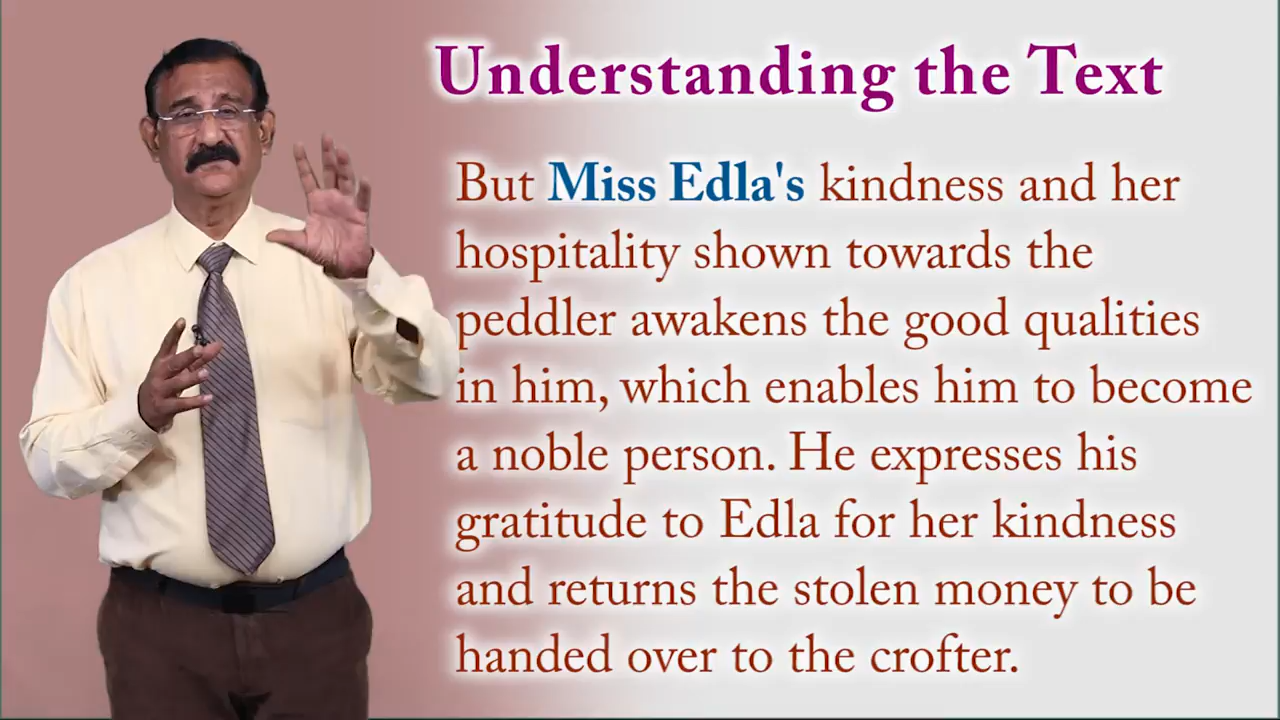 Understanding the Text
But Miss Edla's kindness and her
hospitality shown towards the
peddler awakens the good qualities
in him, which enables him to become
a noble person. He expresses his
gratitude to Edla for her kindness
and returns the stolen money to be
handed over to the crofter.